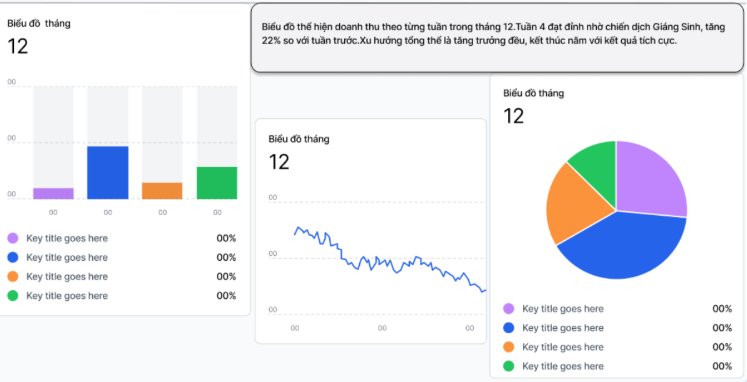 Biểu đồ tháng
12
00
00
00
00
00
00
00
Key title goes here 00%
Key title goes here 00%
Key title goes here 00%
Key title goes here 00%
Biểu đồ thể hiện doanh thu theo từng tuần trong tháng 12.Tuần 4 đạt đỉnh nhờ chiến dịch Giáng Sinh, tăng
22% so với tuần trước.Xu hướng tổng thể là tăng trưởng đều, kết thúc năm với kết quả tích cực.
Biểu đồ tháng
12
00
00
00
00
00
00
Biểu đồ tháng
12
Key title goes here 00%
Key title goes here 00%
Key title goes here 00%
Key title goes here 00%